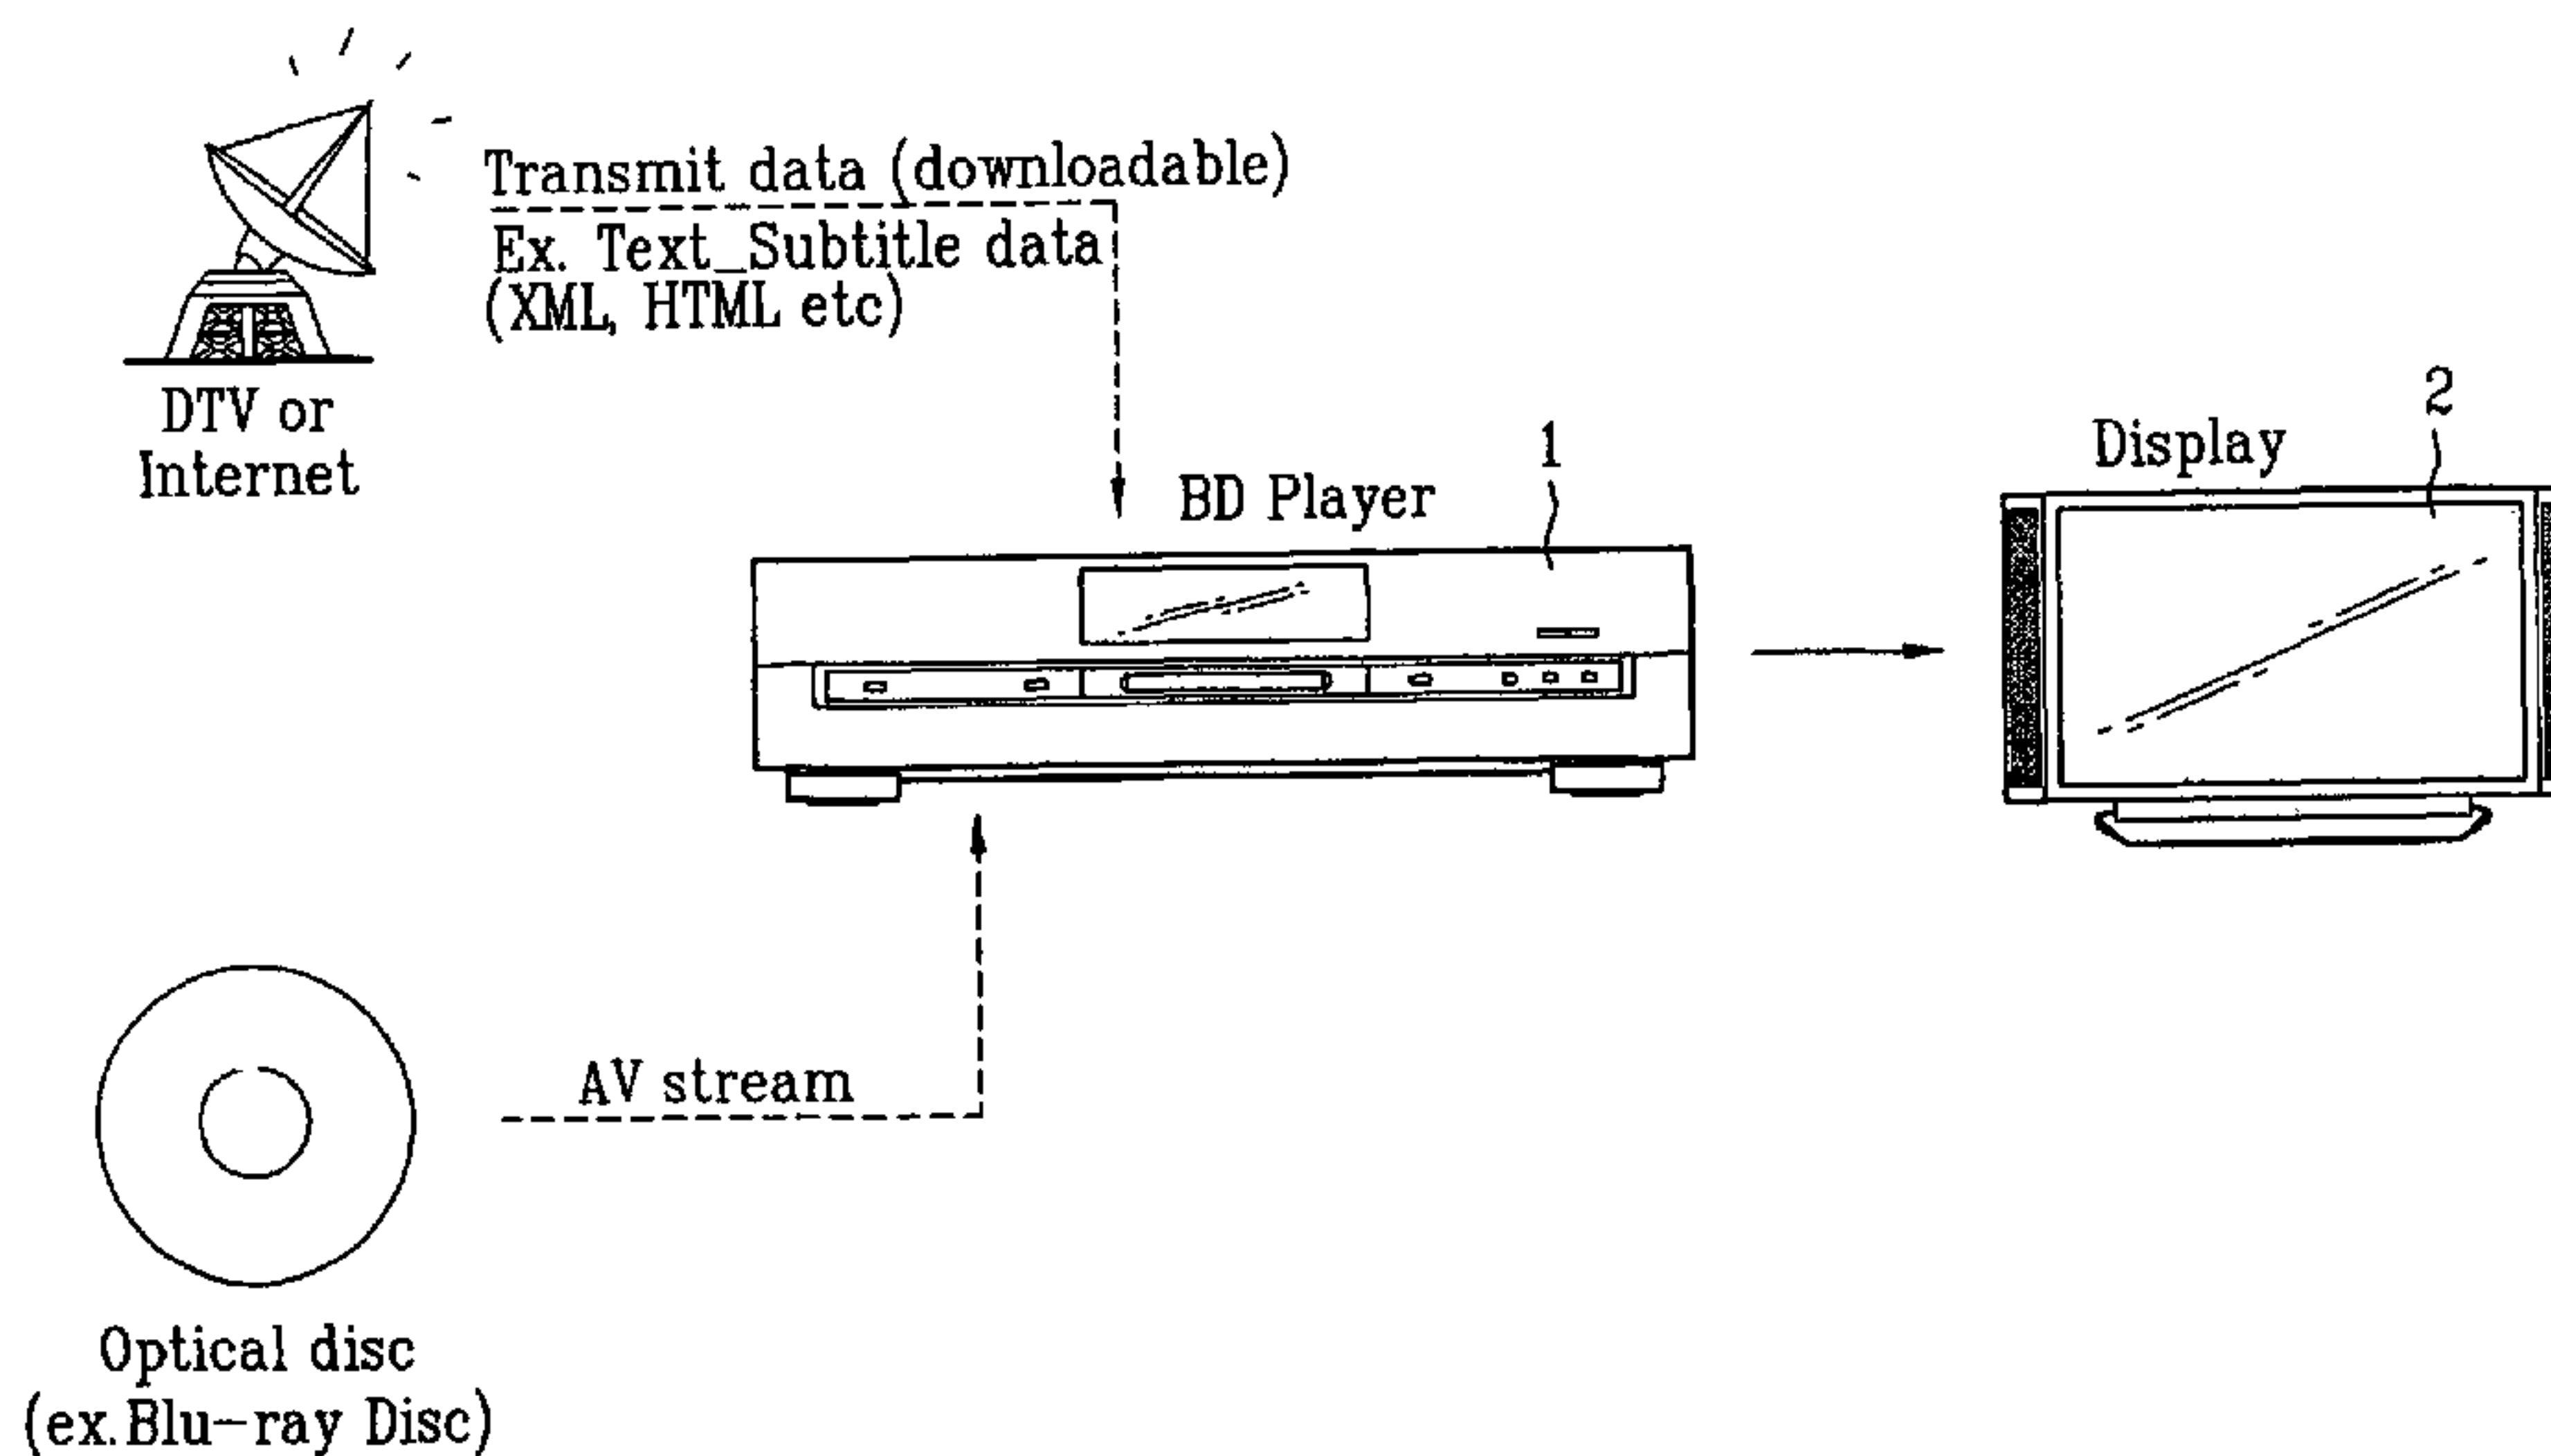 Transmit data (downloadable)
Ex. Text_Subtitle data
(XML, HTML etc)
DTV or
Internet
BD Player
1
Display
2
AV stream
Optical disc
(ex.Blu-ray Disc)